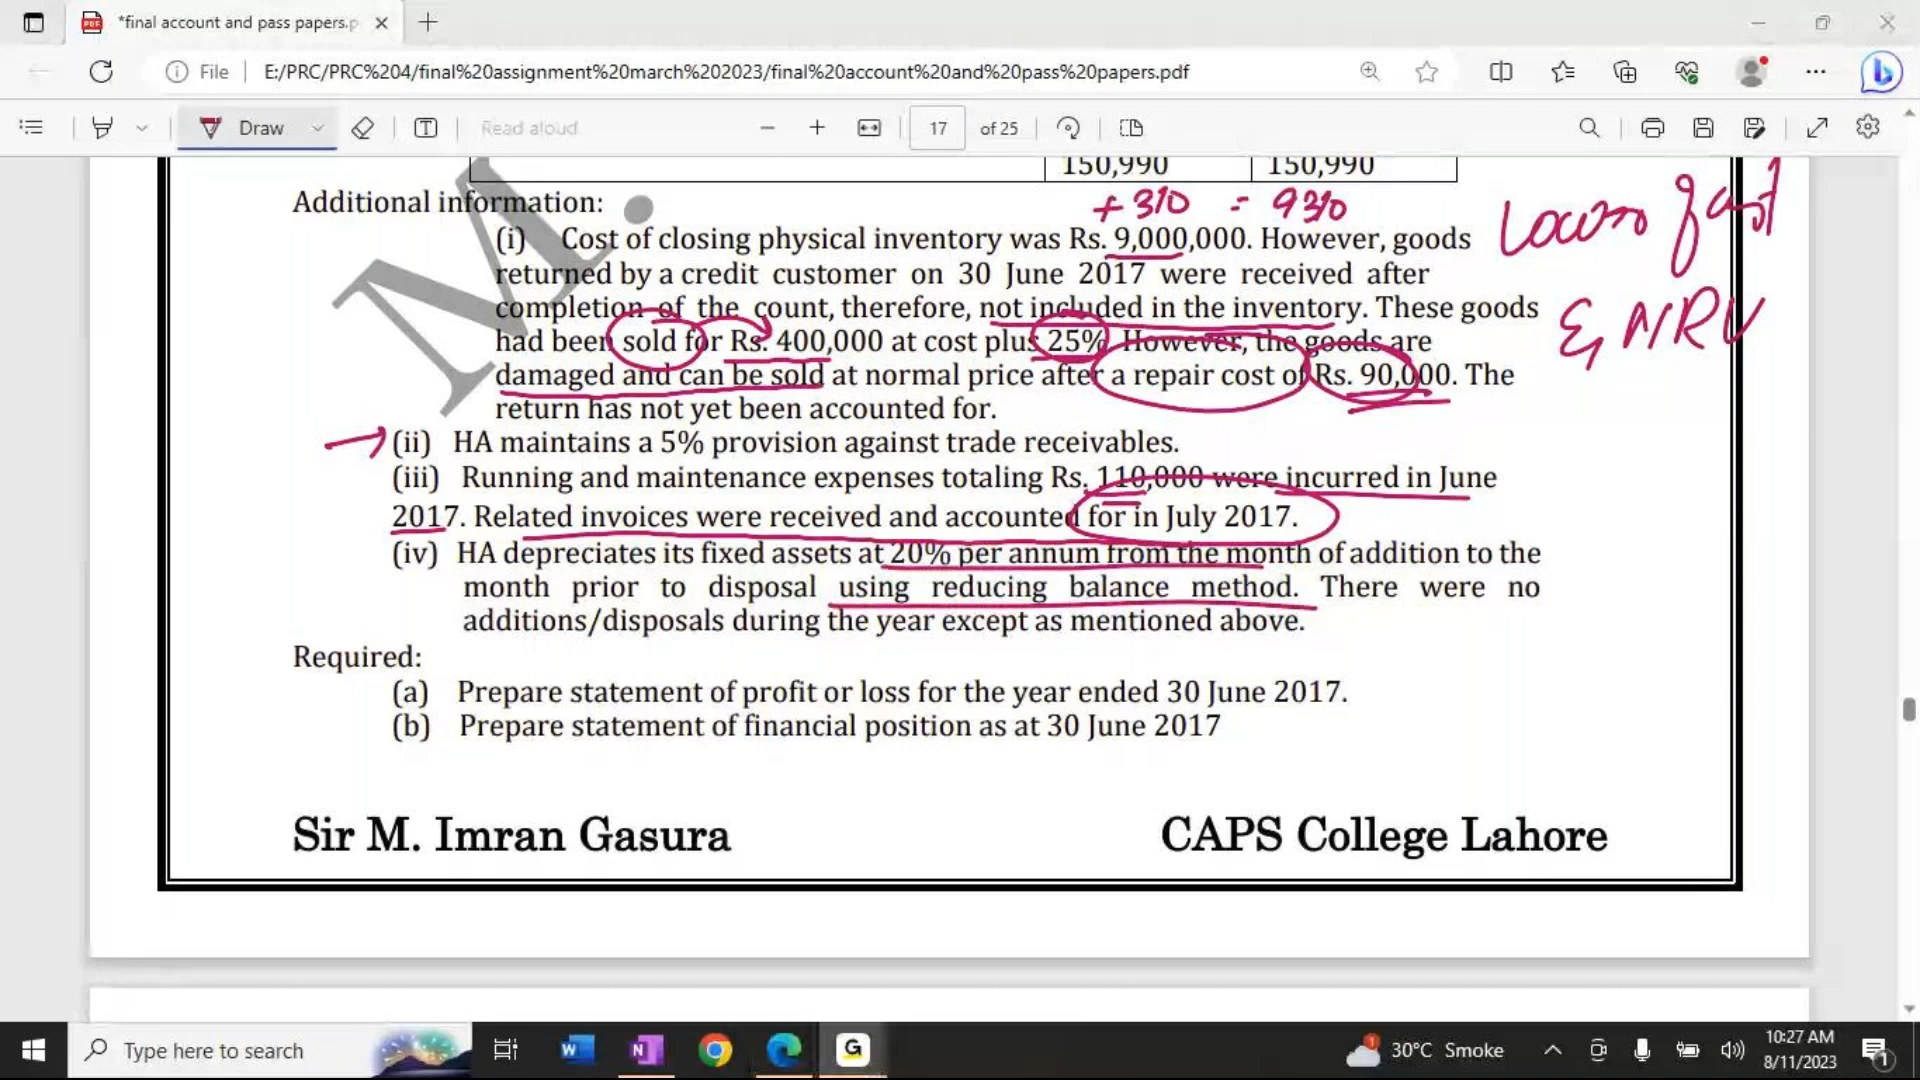 *final account and pass papers.p
File E:/PRC/PRC%204/final%20assignment%20march%202023/final%20account%20and%20pass%20papers.pdf
Draw Read aloud 17 of 25
150,990 150,990
Additional information: + 310 = 9310
(i) Cost of closing physical inventory was Rs. 9,000,000. However, goods
returned by a credit customer on 30 June 2017 were received after
completion of the count, therefore, not included in the inventory. These goods
had been sold for Rs. 400,000 at cost plus 25%. However, the goods are
damaged and can be sold at normal price after a repair cost of Rs. 90,000. The
return has not yet been accounted for.
Lower of cost
& NRV
(ii) HA maintains a 5% provision against trade receivables.
(iii) Running and maintenance expenses totaling Rs. 110,000 were incurred in June
2017. Related invoices were received and accounted for in July 2017.
(iv) HA depreciates its fixed assets at 20% per annum from the month of addition to the
month prior to disposal using reducing balance method. There were no
additions/disposals during the year except as mentioned above.
Required:
(a) Prepare statement of profit or loss for the year ended 30 June 2017.
(b) Prepare statement of financial position as at 30 June 2017
Sir M. Imran Gasura CAPS College Lahore
M.
Type here to search
30°C Smoke
10:27 AM
8/11/2023
1